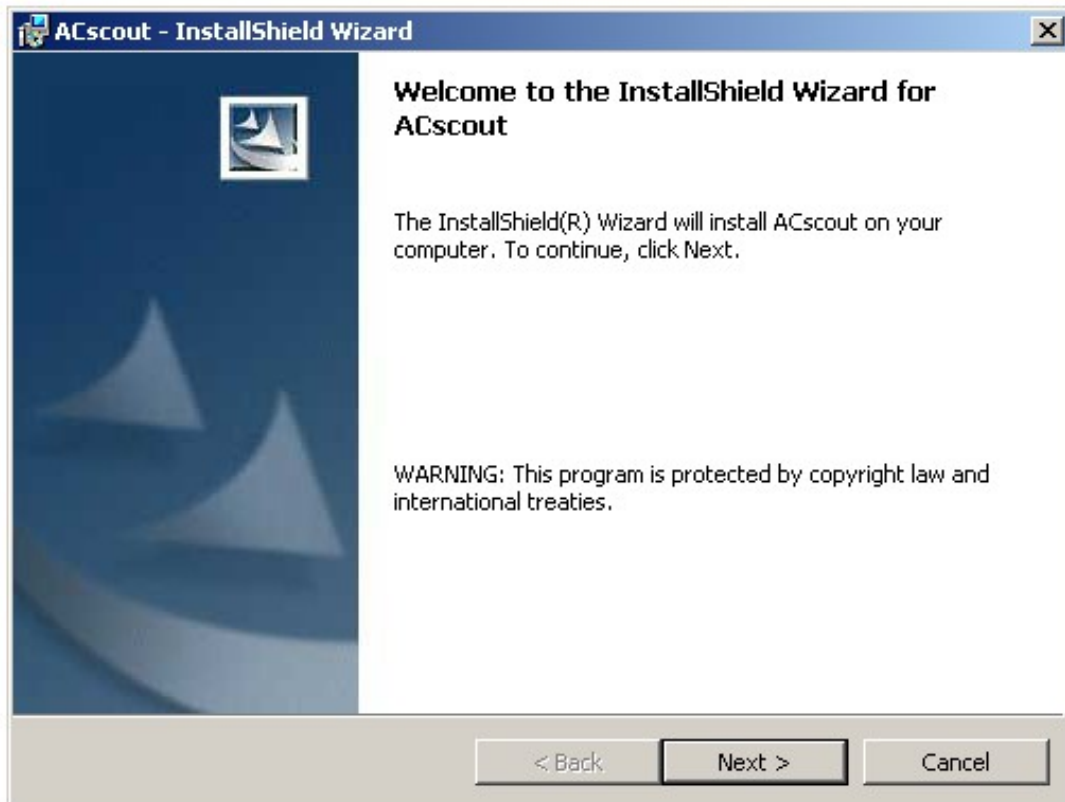 ACscout - InstallShield Wizard
Welcome to the InstallShield Wizard for
ACscout
The InstallShield(R) Wizard will install ACscout on your
computer. To continue, click Next.
WARNING: This program is protected by copyright law and
international treaties.
< Back
Next >
Cancel